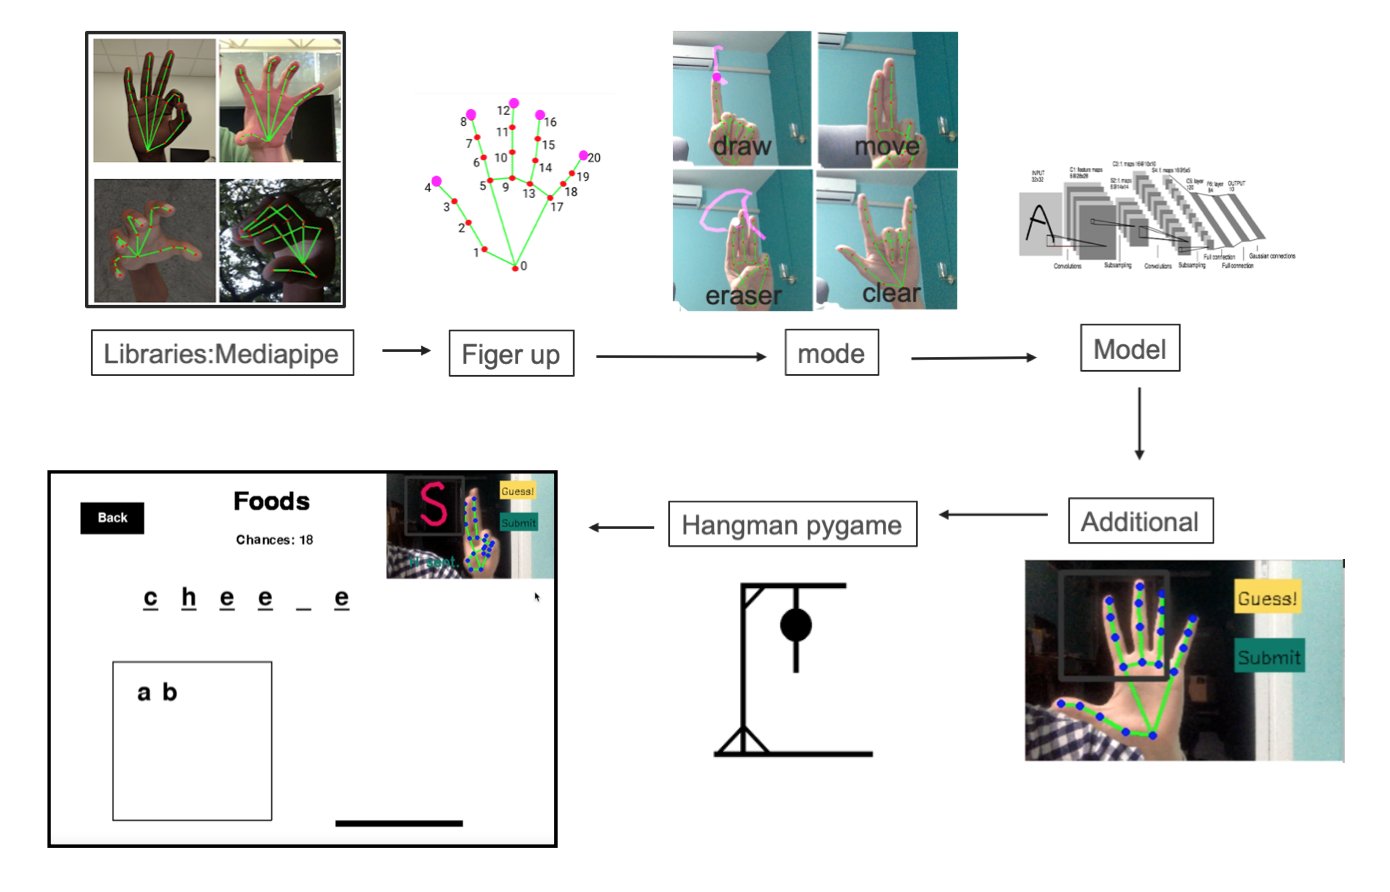 12
8
16
11
7
15
20
10
6
14
19
4
5
9
13
18
3
17
2
1
0
draw
move
eraser
clear
INPUT
32x32
C1: feature maps
6@28x28
C3: f. maps 16@10x10
S4: f. maps 16@5x5
S2: f. maps
6@14x14
C5: layer
120
F6: layer
84
OUTPUT
10
A
Convolutions
Subsampling
Convolutions
Subsampling
Full connection
Full connection
Gaussian connections
Libraries:Mediapipe
Figer up
mode
Model
Back
Foods
Chances: 18
c h e e _ e
a b
S
Guess!
Submit
sent.
Hangman pygame
Additional
Guess!
Submit